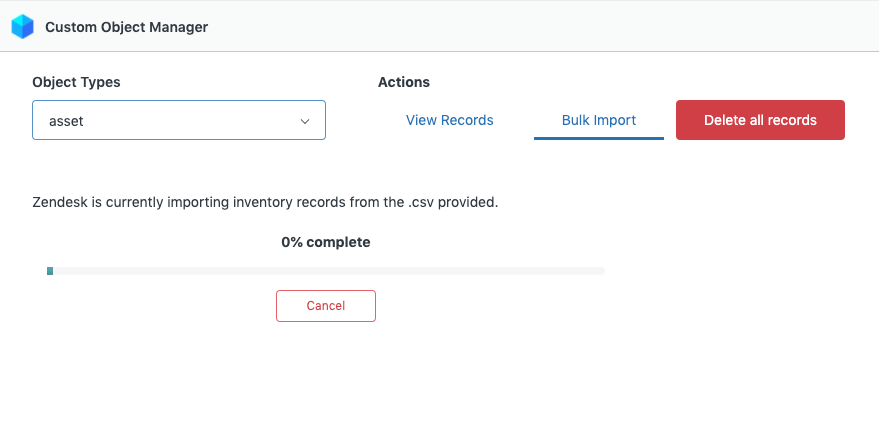 Custom Object Manager
Object Types
Actions
asset
View Records
Bulk Import
Delete all records
Zendesk is currently importing inventory records from the .csv provided.
0% complete
Cancel